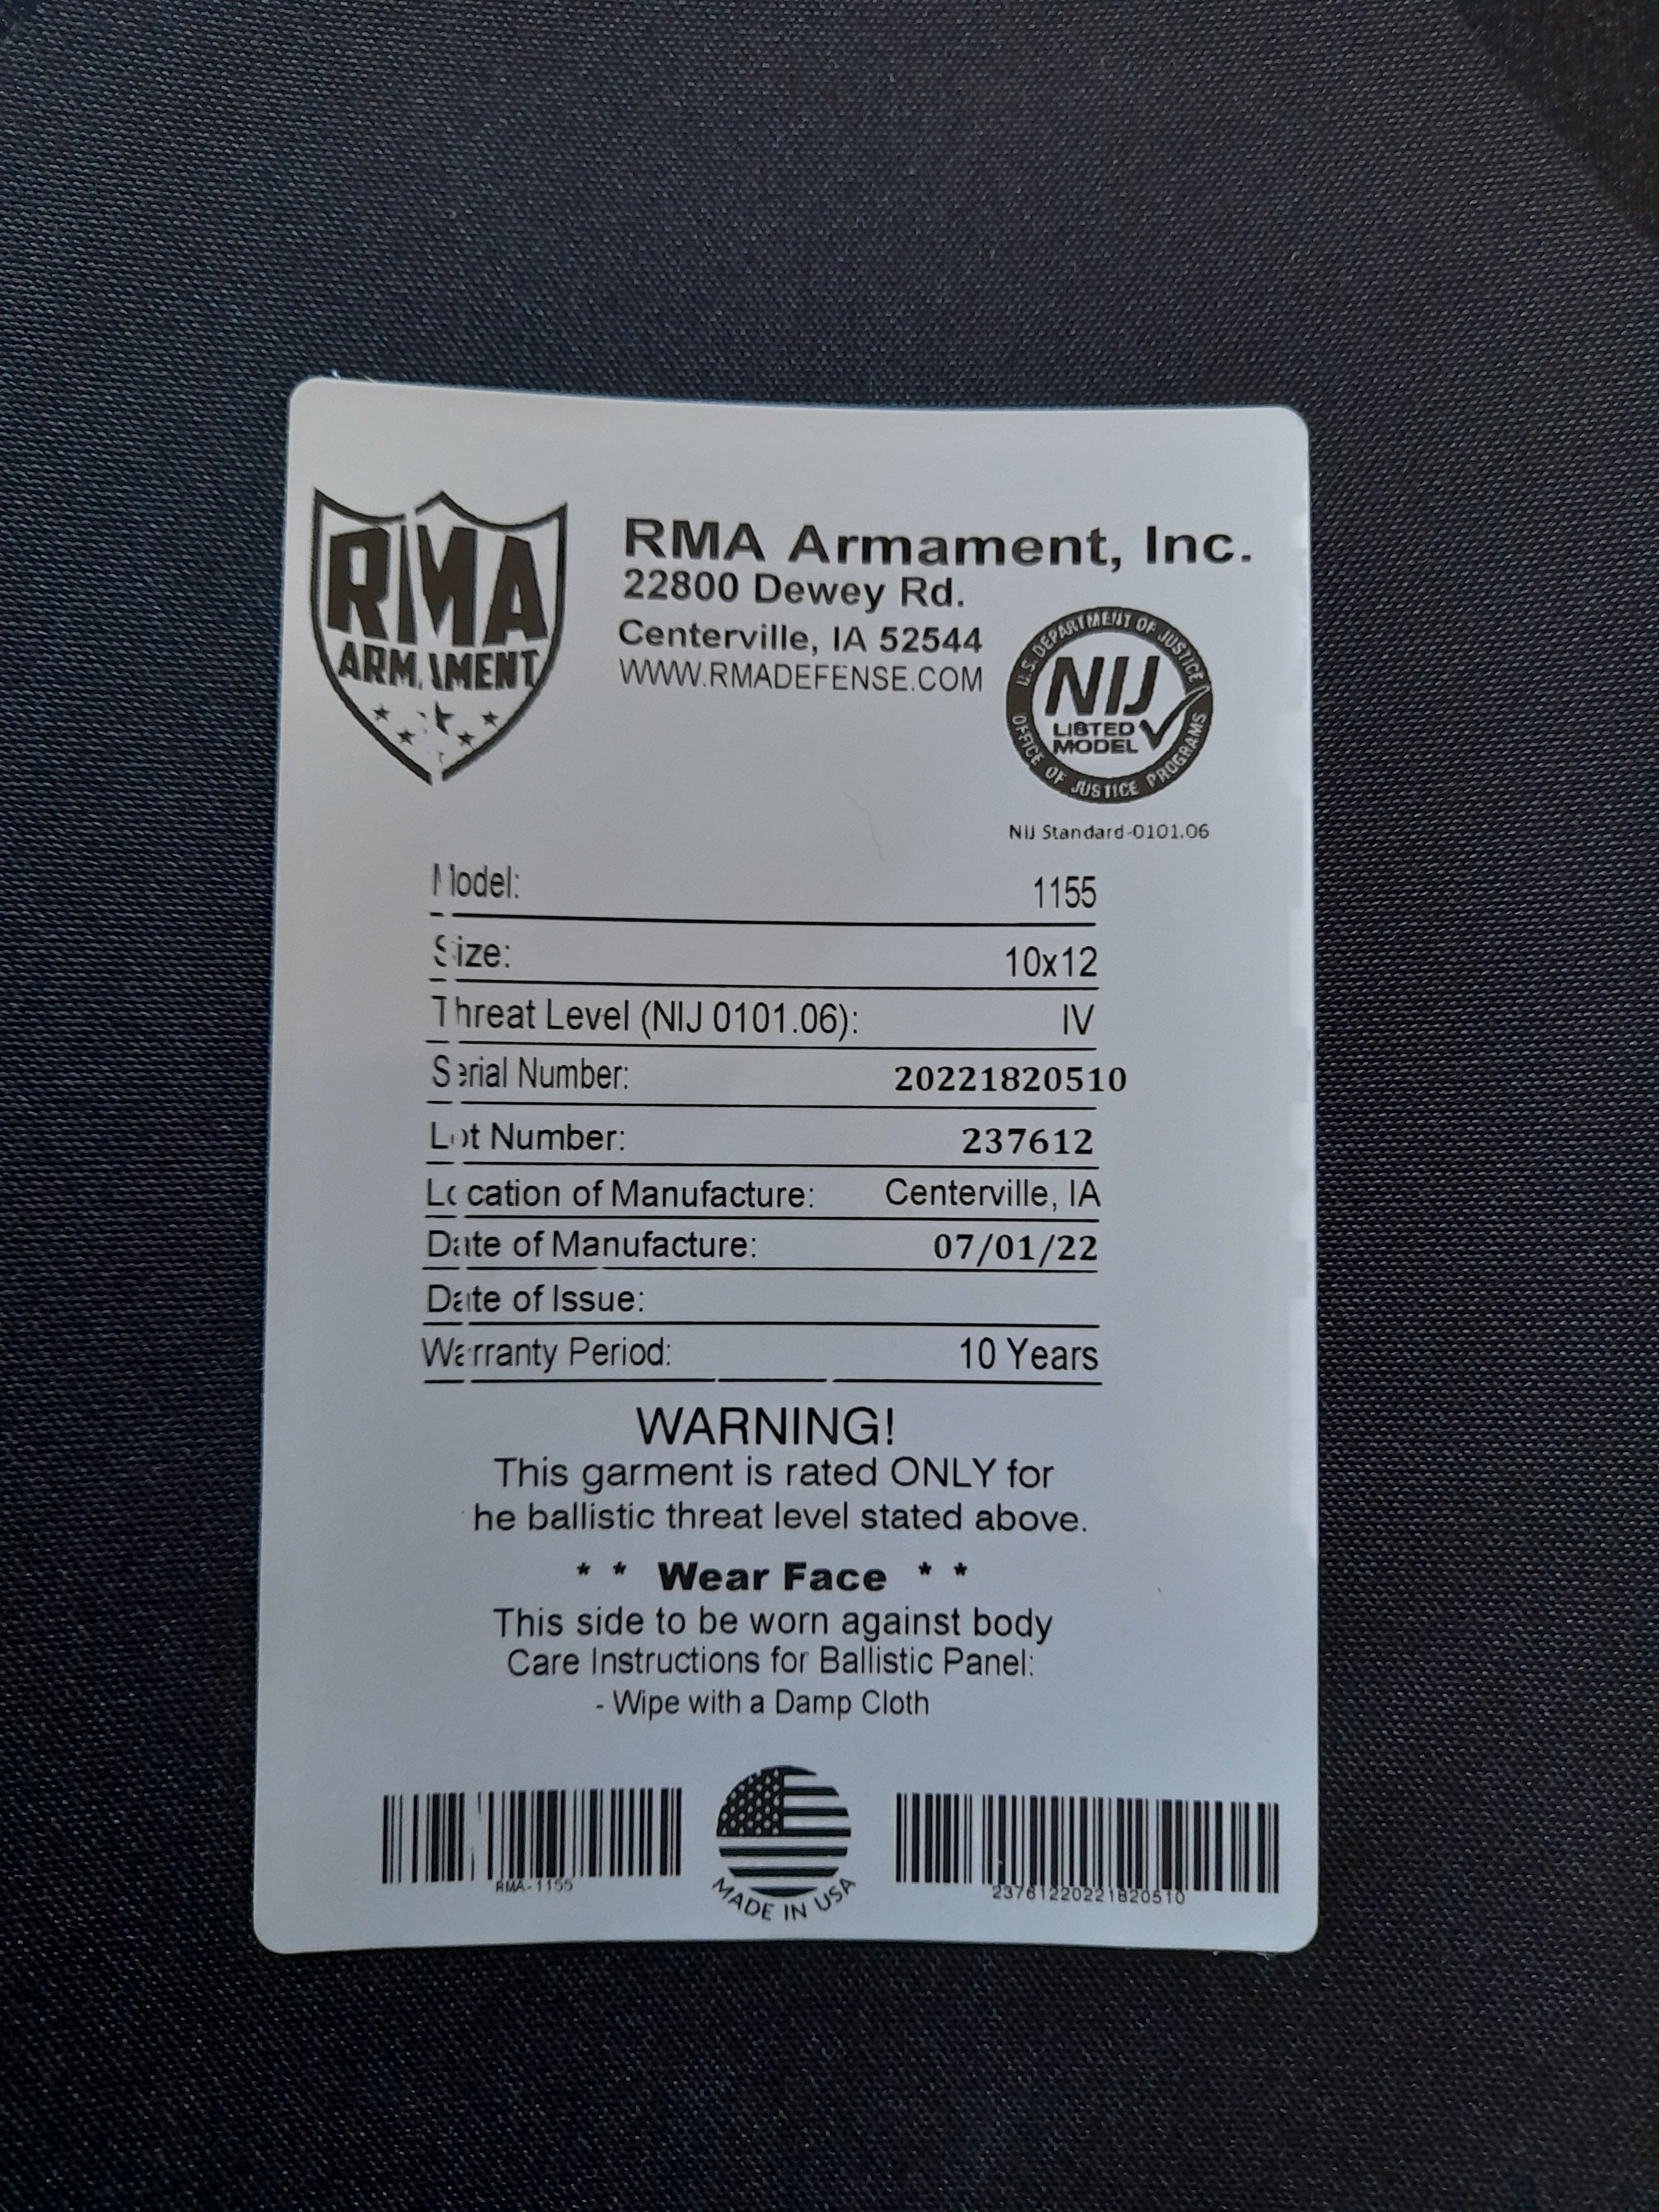 RMA
ARMAMENT
RMA Armament, Inc.
22800 Dewey Rd.
Centerville, IA 52544
WWW.RMADEFENSE.COM
U.S. DEPARTMENT OF JUSTICE
NIJ
LISTED
MODEL
OFFICE OF JUSTICE PROGRAMS
NIJ Standard-0101.06
Model: 1155
Size: 10x12
Threat Level (NIJ 0101.06): IV
Serial Number: 20221820510
Lot Number: 237612
Location of Manufacture: Centerville, IA
Date of Manufacture: 07/01/22
Date of Issue:
Warranty Period: 10 Years
WARNING!
This garment is rated ONLY for
he ballistic threat level stated above.
* * Wear Face * *
This side to be worn against body
Care Instructions for Ballistic Panel:
- Wipe with a Damp Cloth
RMA-1155
MADE IN USA
23761220221820510